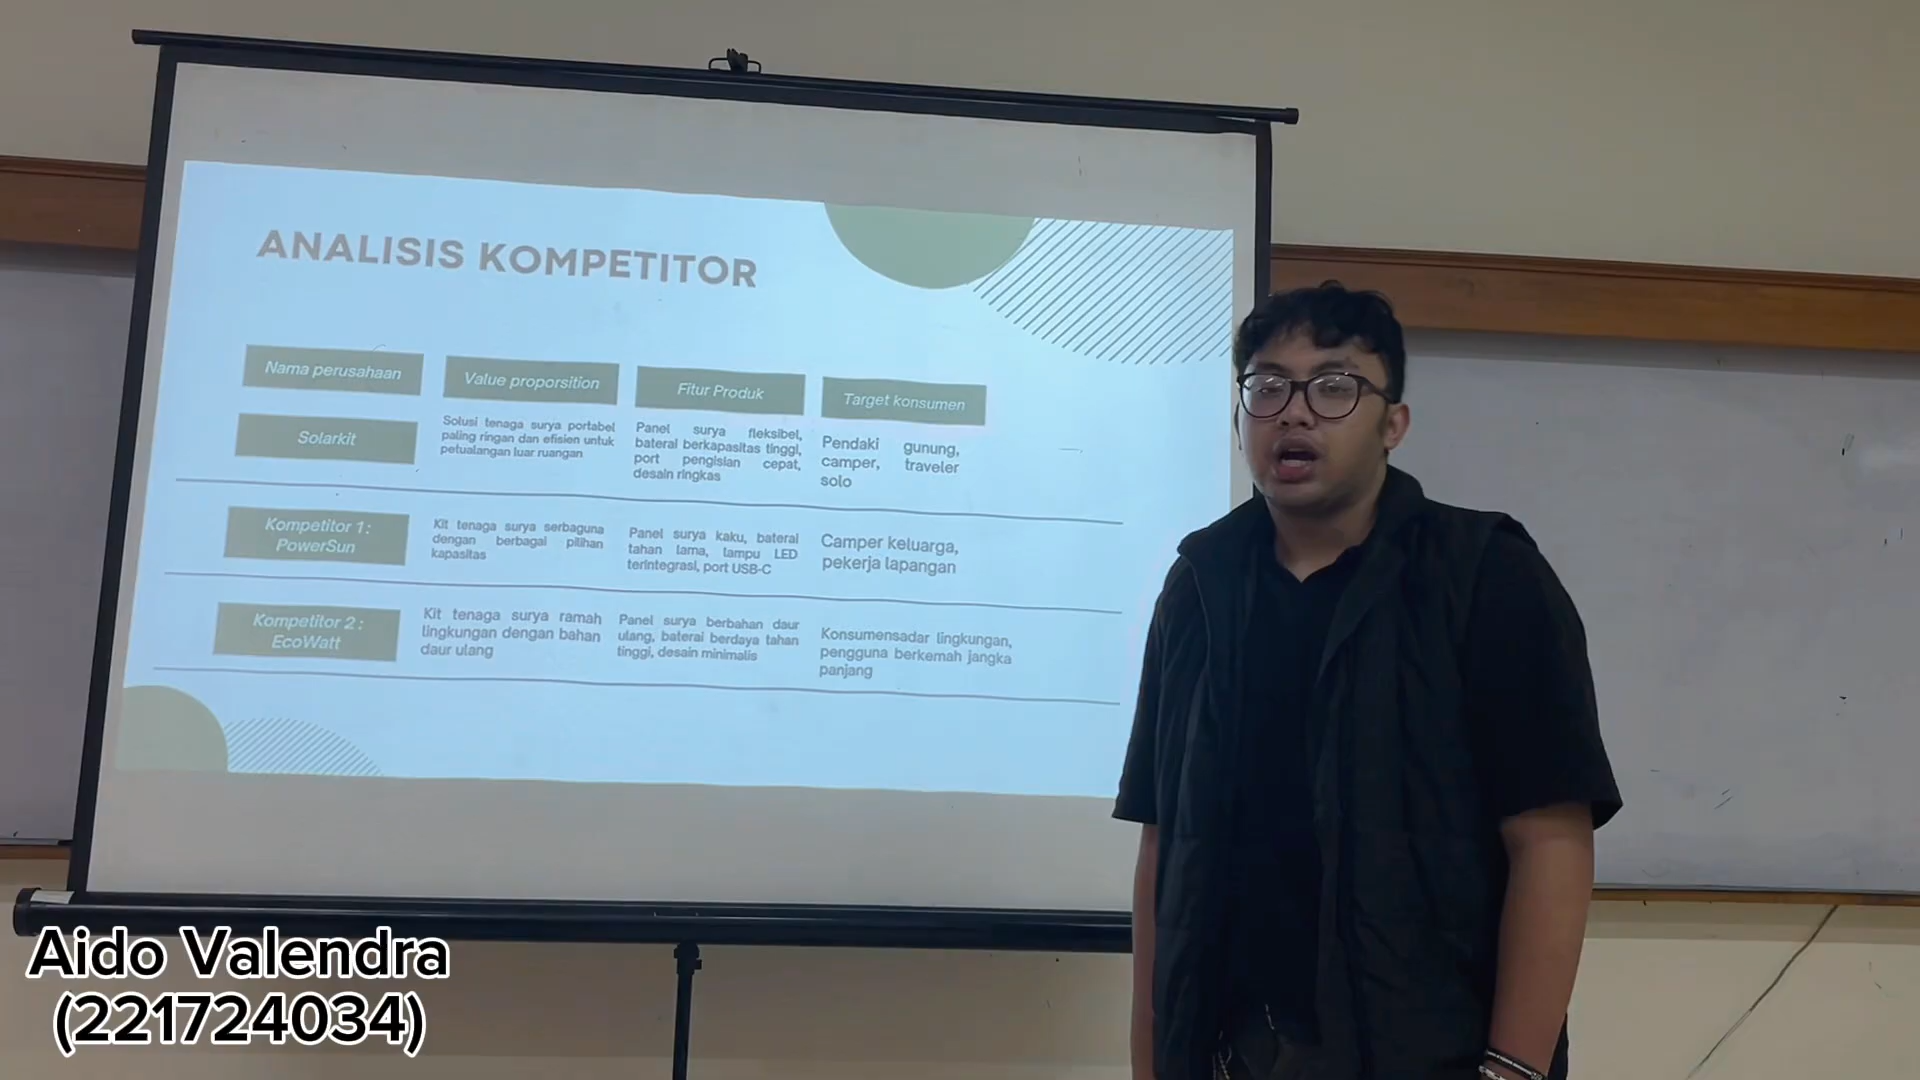 ANALISIS KOMPETITOR
Nama perusahaan
Value proporsition
Fitur Produk
Target konsumen
Solarkit
Solusi tenaga surya portabel
paling ringan dan efisien untuk
petualangan luar ruangan
Panel surya fleksibel,
baterai berkapasitas tinggi,
port pengisian cepat,
desain ringkas
Pendaki gunung,
camper, traveler
solo
Kompetitor 1 :
PowerSun
Kit tenaga surya serbaguna
dengan berbagai pilihan
kapasitas
Panel surya kaku, baterai
tahan lama, lampu LED
terintegrasi, port USB-C
Camper keluarga,
pekerja lapangan
Kompetitor 2 :
EcoWatt
Kit tenaga surya ramah
lingkungan dengan bahan
daur ulang
Panel surya berbahan daur
ulang, baterai berdaya tahan
tinggi, desain minimalis
Konsumensadar lingkungan,
pengguna berkemah jangka
panjang
Aido Valendra
(221724034)